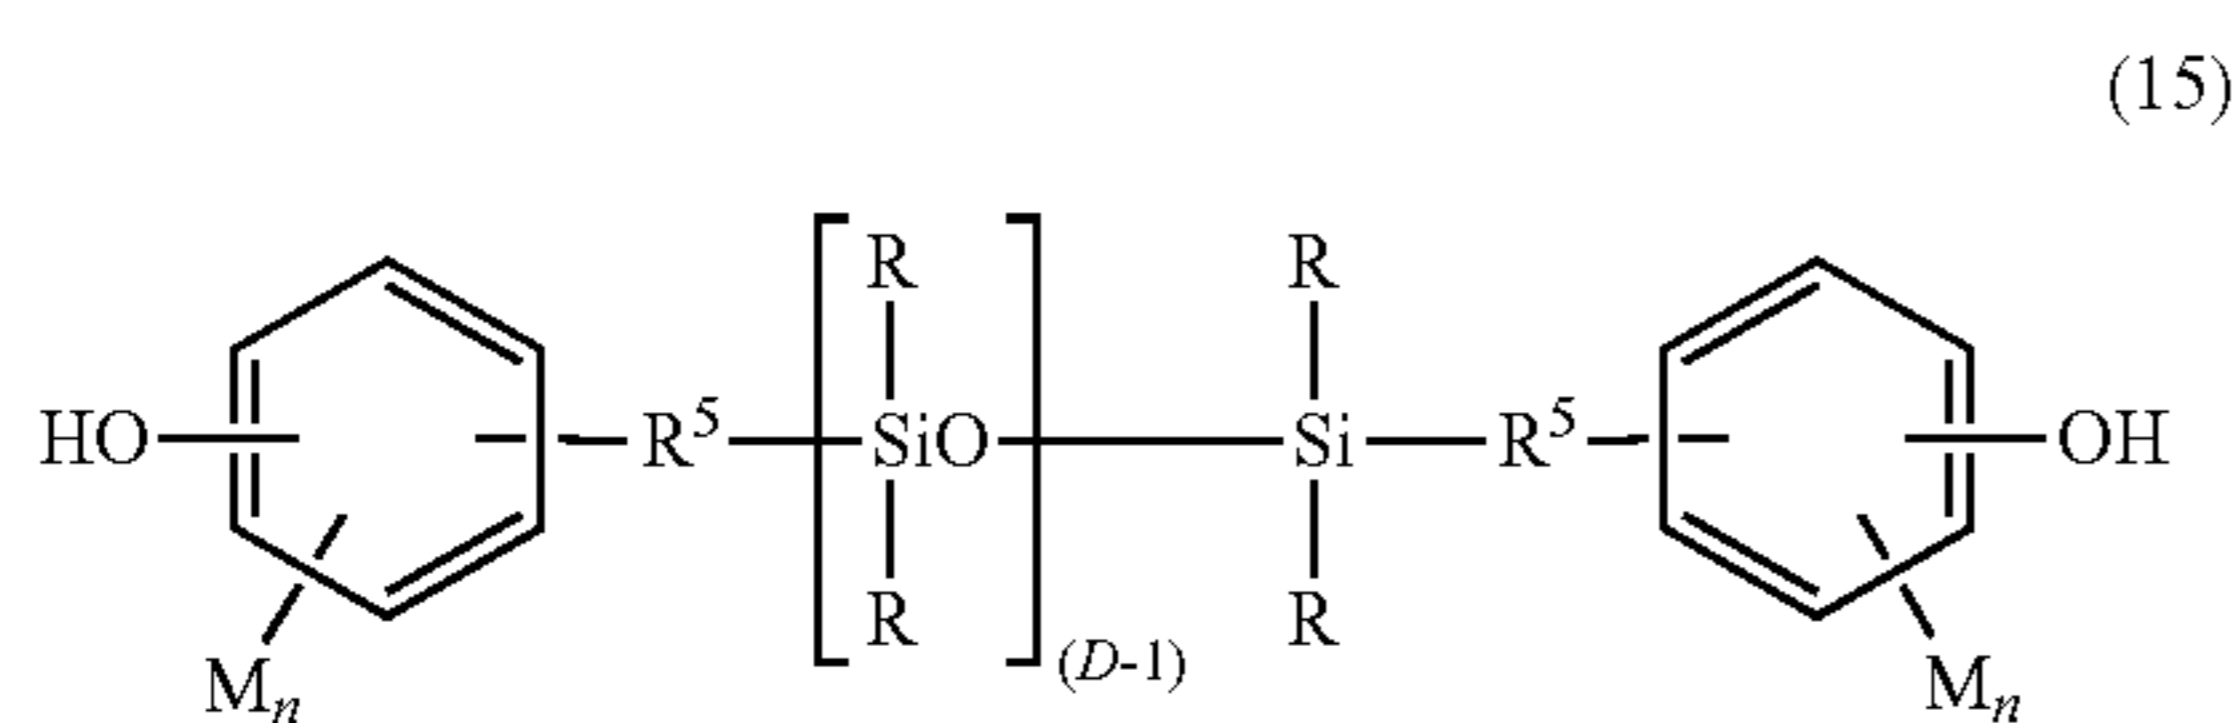 (15)
R R
HO R⁵ SiO Si R⁵ OH
R R
(D-1)
Mₙ Mₙ